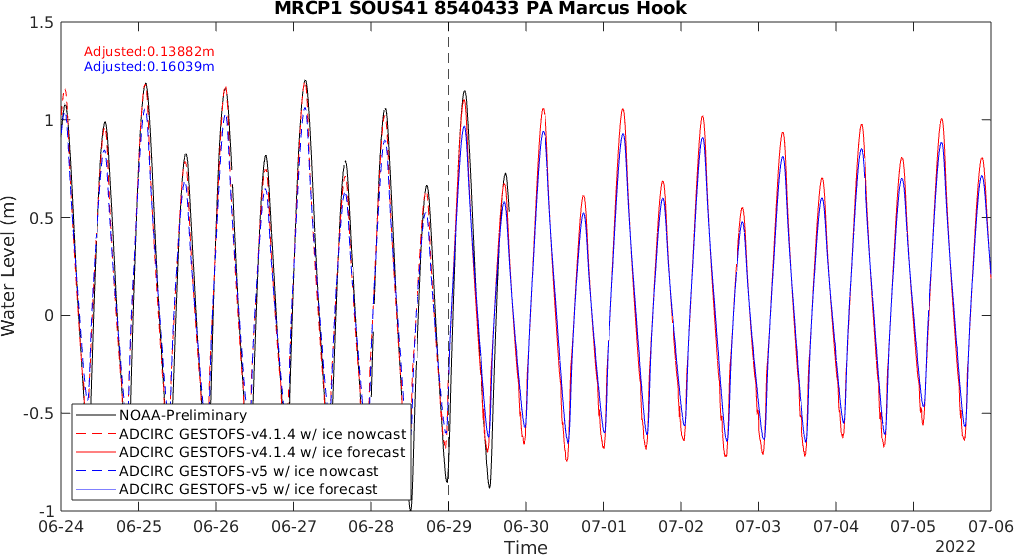 MRCP1 SOUS41 8540433 PA Marcus Hook
1.5
Adjusted:0.13882m
Adjusted:0.16039m
1
0.5
Water Level (m)
0
-0.5
NOAA-Preliminary
ADCIRC GESTOFS-v4.1.4 w/ ice nowcast
ADCIRC GESTOFS-v4.1.4 w/ ice forecast
ADCIRC GESTOFS-v5 w/ ice nowcast
ADCIRC GESTOFS-v5 w/ ice forecast
-1
06-24 06-25 06-26 06-27 06-28 06-29 06-30 07-01 07-02 07-03 07-04 07-05 07-06
Time
2022